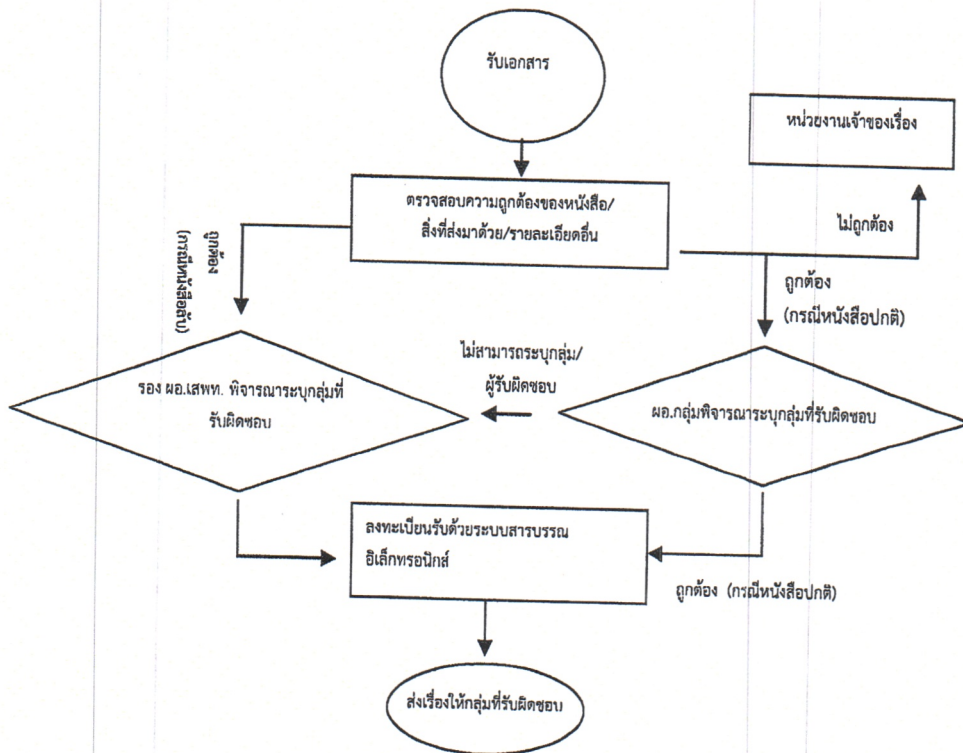 รับเอกสาร
หน่วยงานเจ้าของเรื่อง
ตรวจสอบความถูกต้องของหนังสือ/
สิ่งที่ส่งมาด้วย/รายละเอียดอื่น
ไม่ถูกต้อง
ถูกต้อง
(กรณีหนังสือลับ)
ถูกต้อง
(กรณีหนังสือปกติ)
ไม่สามารถระบุกลุ่ม/
ผู้รับผิดชอบ
รอง ผอ.เสพท. พิจารณาระบุกลุ่มที่
รับผิดชอบ
ผอ.กลุ่มพิจารณาระบุกลุ่มที่รับผิดชอบ
ลงทะเบียนรับด้วยระบบสารบรรณ
อิเล็กทรอนิกส์
ถูกต้อง (กรณีหนังสือปกติ)
ส่งเรื่องให้กลุ่มที่รับผิดชอบ